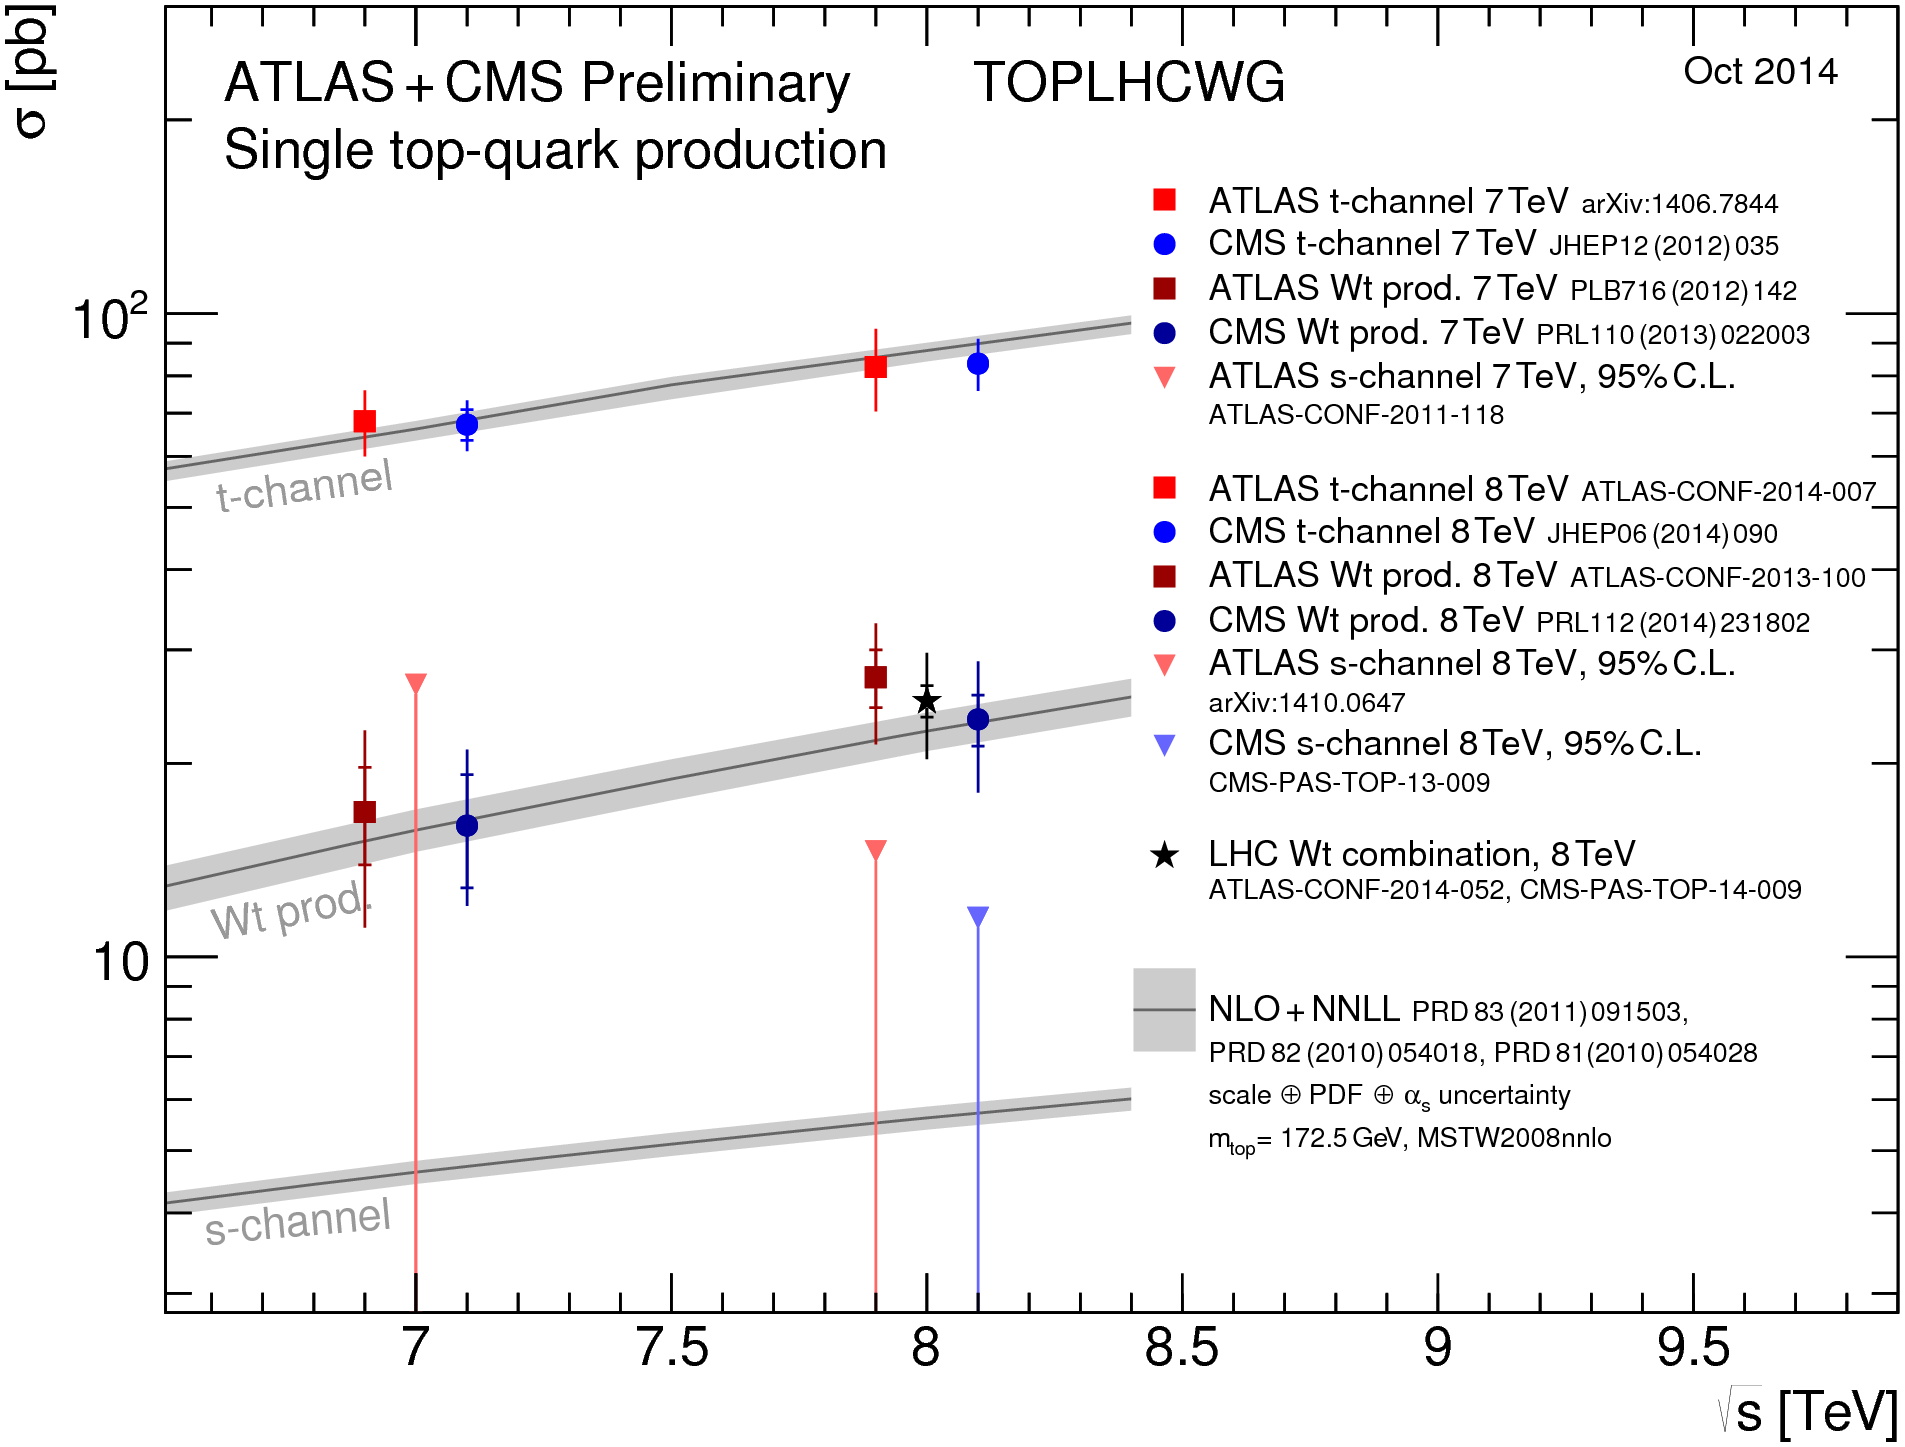 σ [pb]
ATLAS + CMS Preliminary
TOPLHCWG
Oct 2014
Single top-quark production
ATLAS t-channel 7 TeV arXiv:1406.7844
CMS t-channel 7 TeV JHEP12 (2012) 035
ATLAS Wt prod. 7 TeV PLB716 (2012) 142
CMS Wt prod. 7 TeV PRL110 (2013) 022003
ATLAS s-channel 7 TeV, 95% C.L.
ATLAS-CONF-2011-118
ATLAS t-channel 8 TeV ATLAS-CONF-2014-007
CMS t-channel 8 TeV JHEP06 (2014) 090
ATLAS Wt prod. 8 TeV ATLAS-CONF-2013-100
CMS Wt prod. 8 TeV PRL112 (2014) 231802
ATLAS s-channel 8 TeV, 95% C.L.
arXiv:1410.0647
CMS s-channel 8 TeV, 95% C.L.
CMS-PAS-TOP-13-009
LHC Wt combination, 8 TeV
ATLAS-CONF-2014-052, CMS-PAS-TOP-14-009
NLO + NNLL PRD 83 (2011) 091503,
PRD 82 (2010) 054018, PRD 81(2010) 054028
scale ⊕ PDF ⊕ αs uncertainty
mtop= 172.5 GeV, MSTW2008nnlo
10²
10
t-channel
Wt prod.
s-channel
7 7.5 8 8.5 9 9.5
√s [TeV]